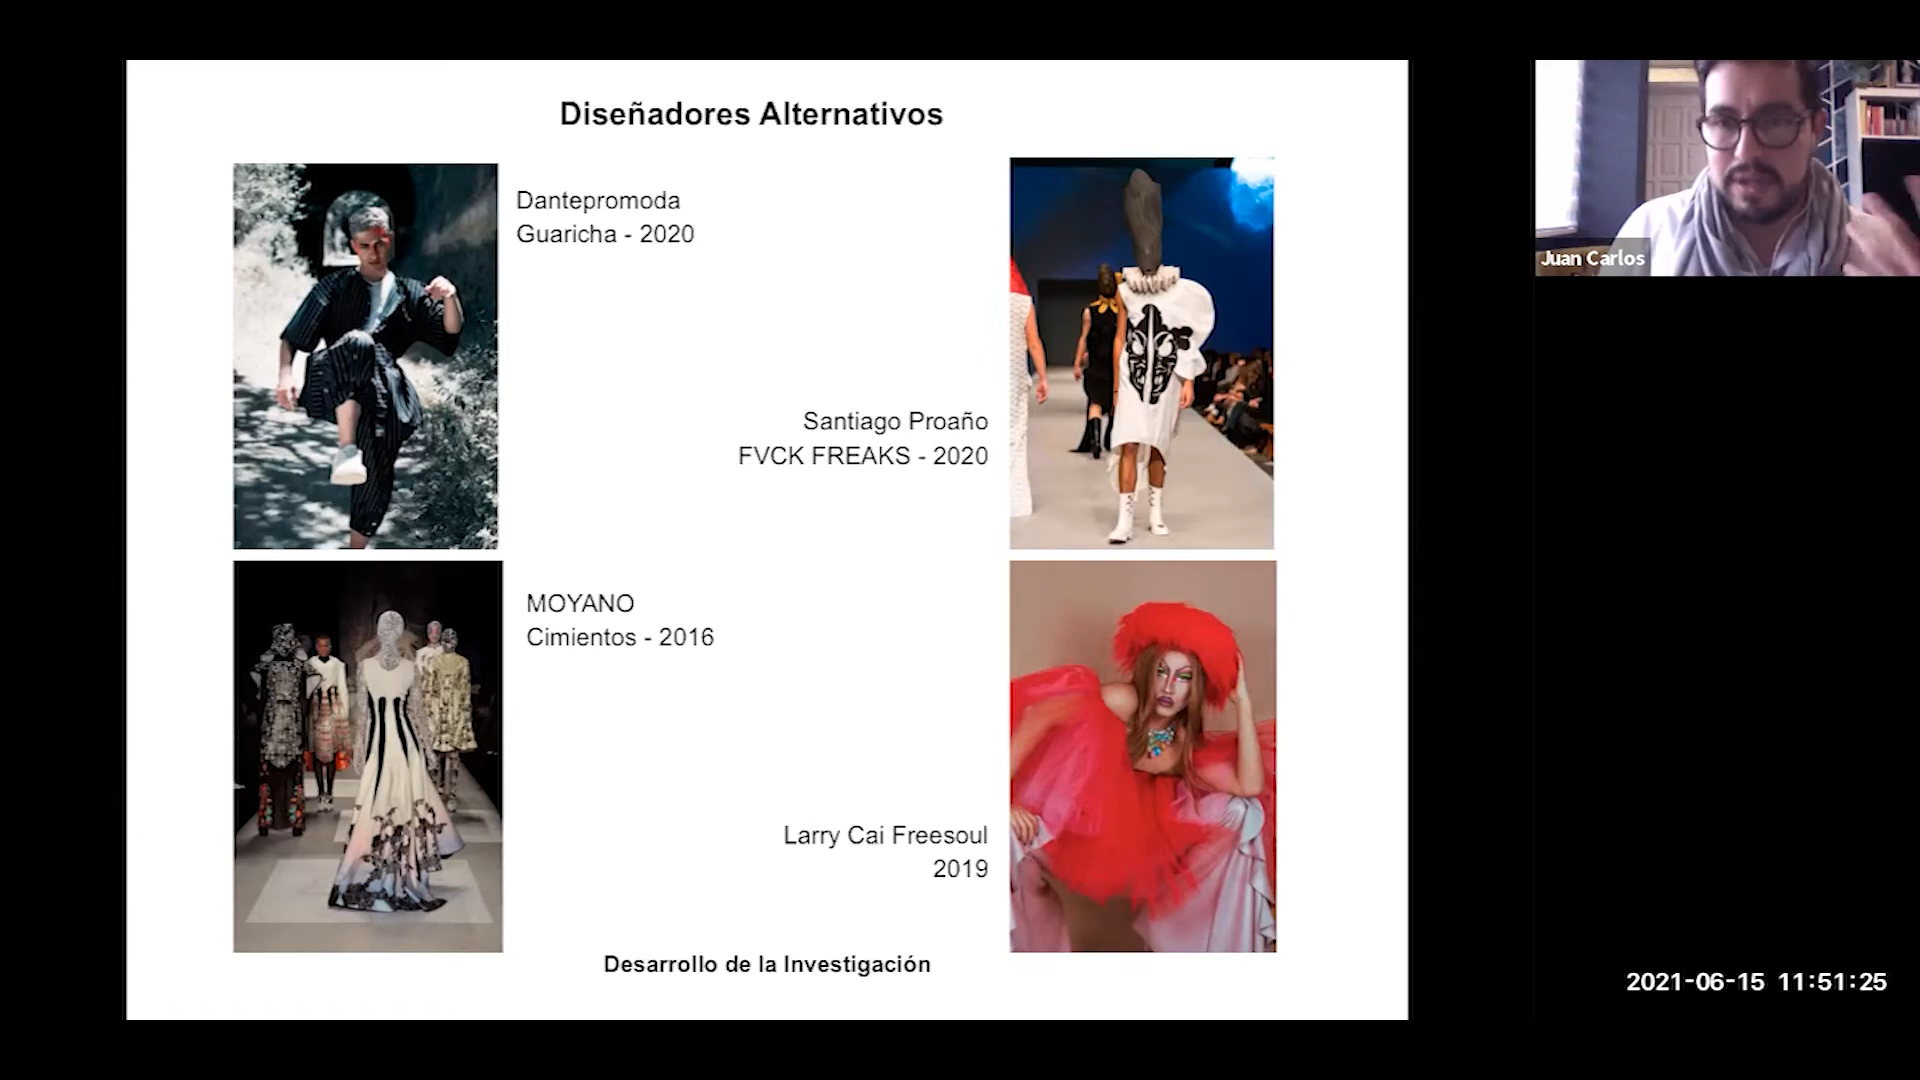 Diseñadores Alternativos
Dantepromoda
Guaricha - 2020
Santiago Proaño
FVCK FREAKS - 2020
MOYANO
Cimientos - 2016
Larry Cai Freesoul
2019
Desarrollo de la Investigación
Juan Carlos
2021-06-15 11:51:25